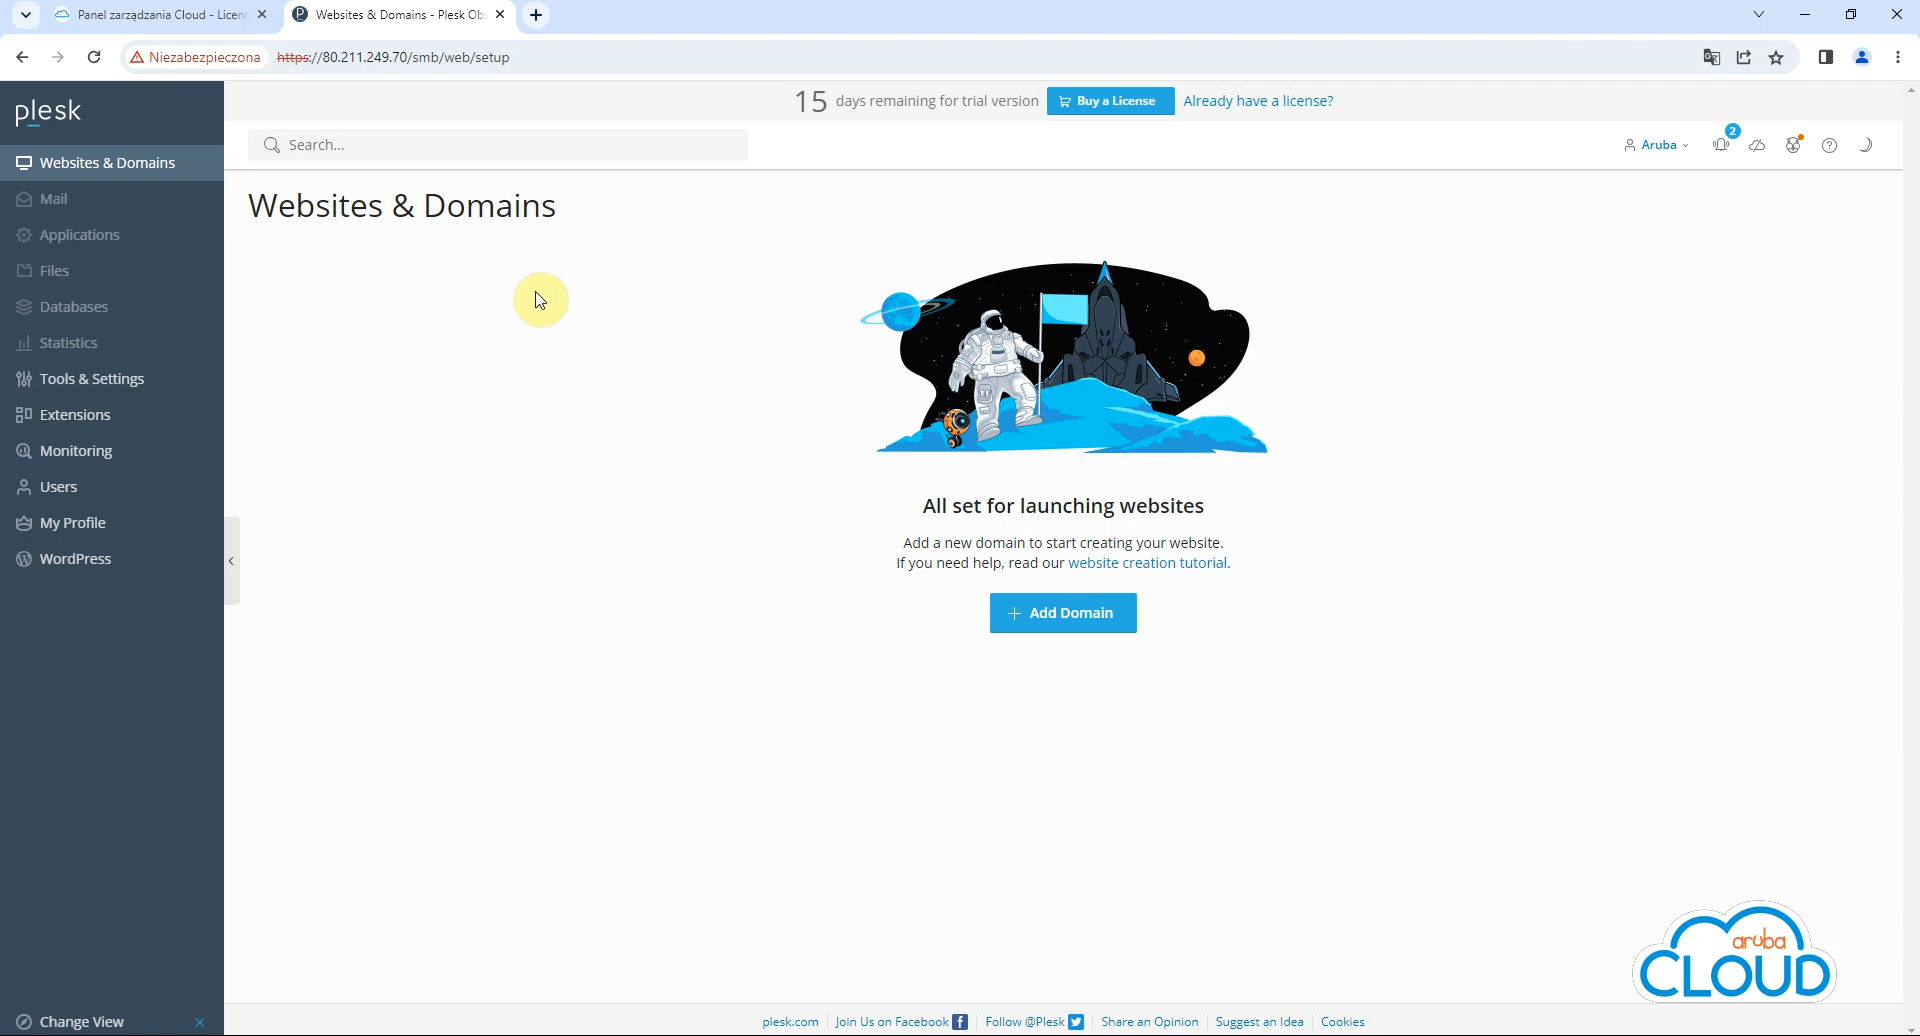 Panel zarządzania Cloud - Licenc
Websites & Domains - Plesk Ob
Niezabezpieczona
https://80.211.249.70/smb/web/setup
plesk
15 days remaining for trial version
Buy a License
Already have a license?
Search...
Aruba
2
Websites & Domains
Mail
Applications
Files
Databases
Statistics
Tools & Settings
Extensions
Monitoring
Users
My Profile
WordPress
Change View
Websites & Domains
All set for launching websites
Add a new domain to start creating your website.
If you need help, read our website creation tutorial.
Add Domain
aruba
CLOUD
plesk.com
Join Us on Facebook
Follow @Plesk
Share an Opinion
Suggest an Idea
Cookies